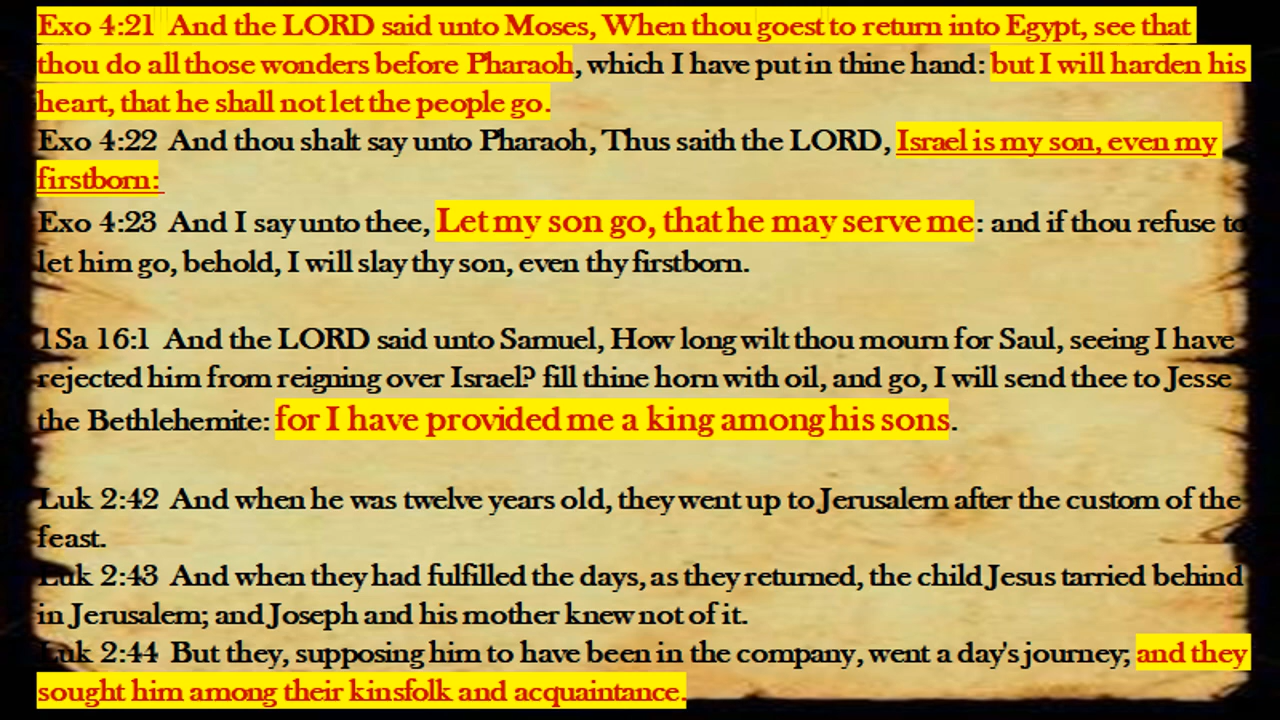 Exo 4:21 And the LORD said unto Moses, When thou goest to return into Egypt, see that
thou do all those wonders before Pharaoh, which I have put in thine hand: but I will harden his
heart, that he shall not let the people go.
Exo 4:22 And thou shalt say unto Pharaoh, Thus saith the LORD, Israel is my son, even my
firstborn:
Exo 4:23 And I say unto thee, Let my son go, that he may serve me: and if thou refuse to
let him go, behold, I will slay thy son, even thy firstborn.
1Sa 16:1 And the LORD said unto Samuel, How long wilt thou mourn for Saul, seeing I have
rejected him from reigning over Israel? fill thine horn with oil, and go, I will send thee to Jesse
the Bethlehemite: for I have provided me a king among his sons.
Luk 2:42 And when he was twelve years old, they went up to Jerusalem after the custom of the
feast.
Luk 2:43 And when they had fulfilled the days, as they returned, the child Jesus tarried behind
in Jerusalem; and Joseph and his mother knew not of it.
Luk 2:44 But they, supposing him to have been in the company, went a day's journey; and they
sought him among their kinsfolk and acquaintance.